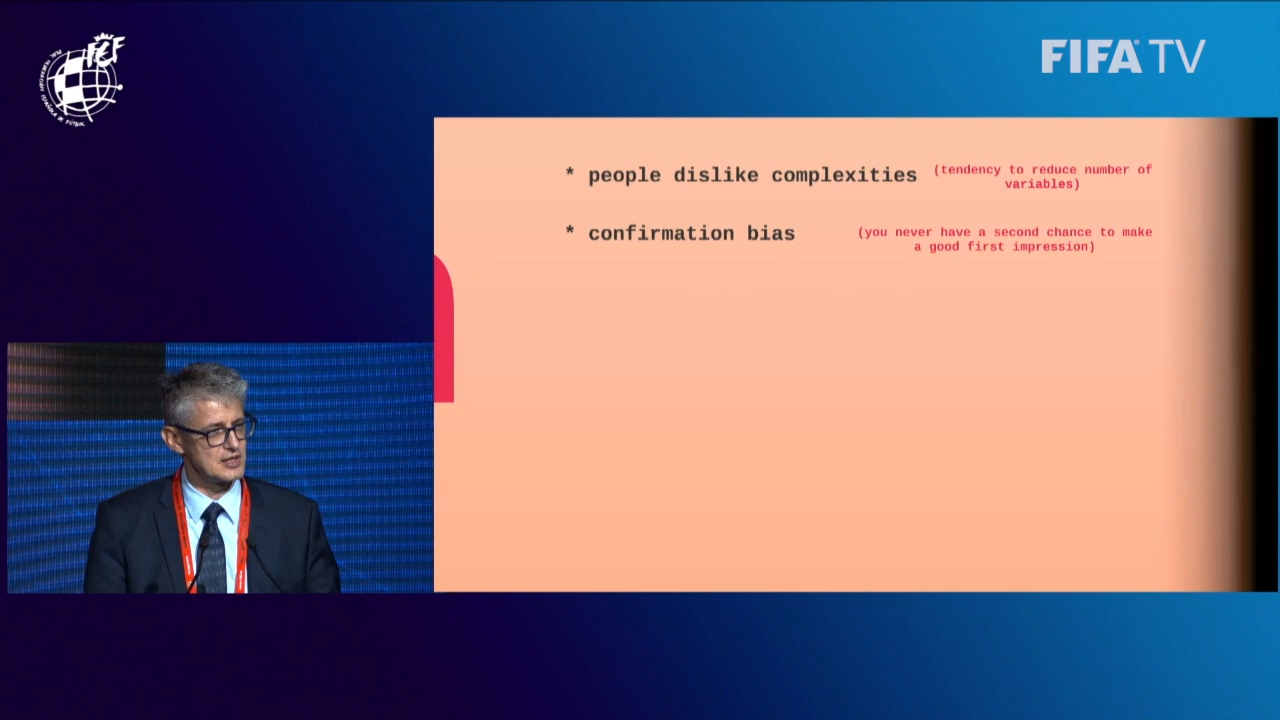 FIFA TV
* people dislike complexities (tendency to reduce number of
variables)
* confirmation bias (you never have a second chance to make
a good first impression)